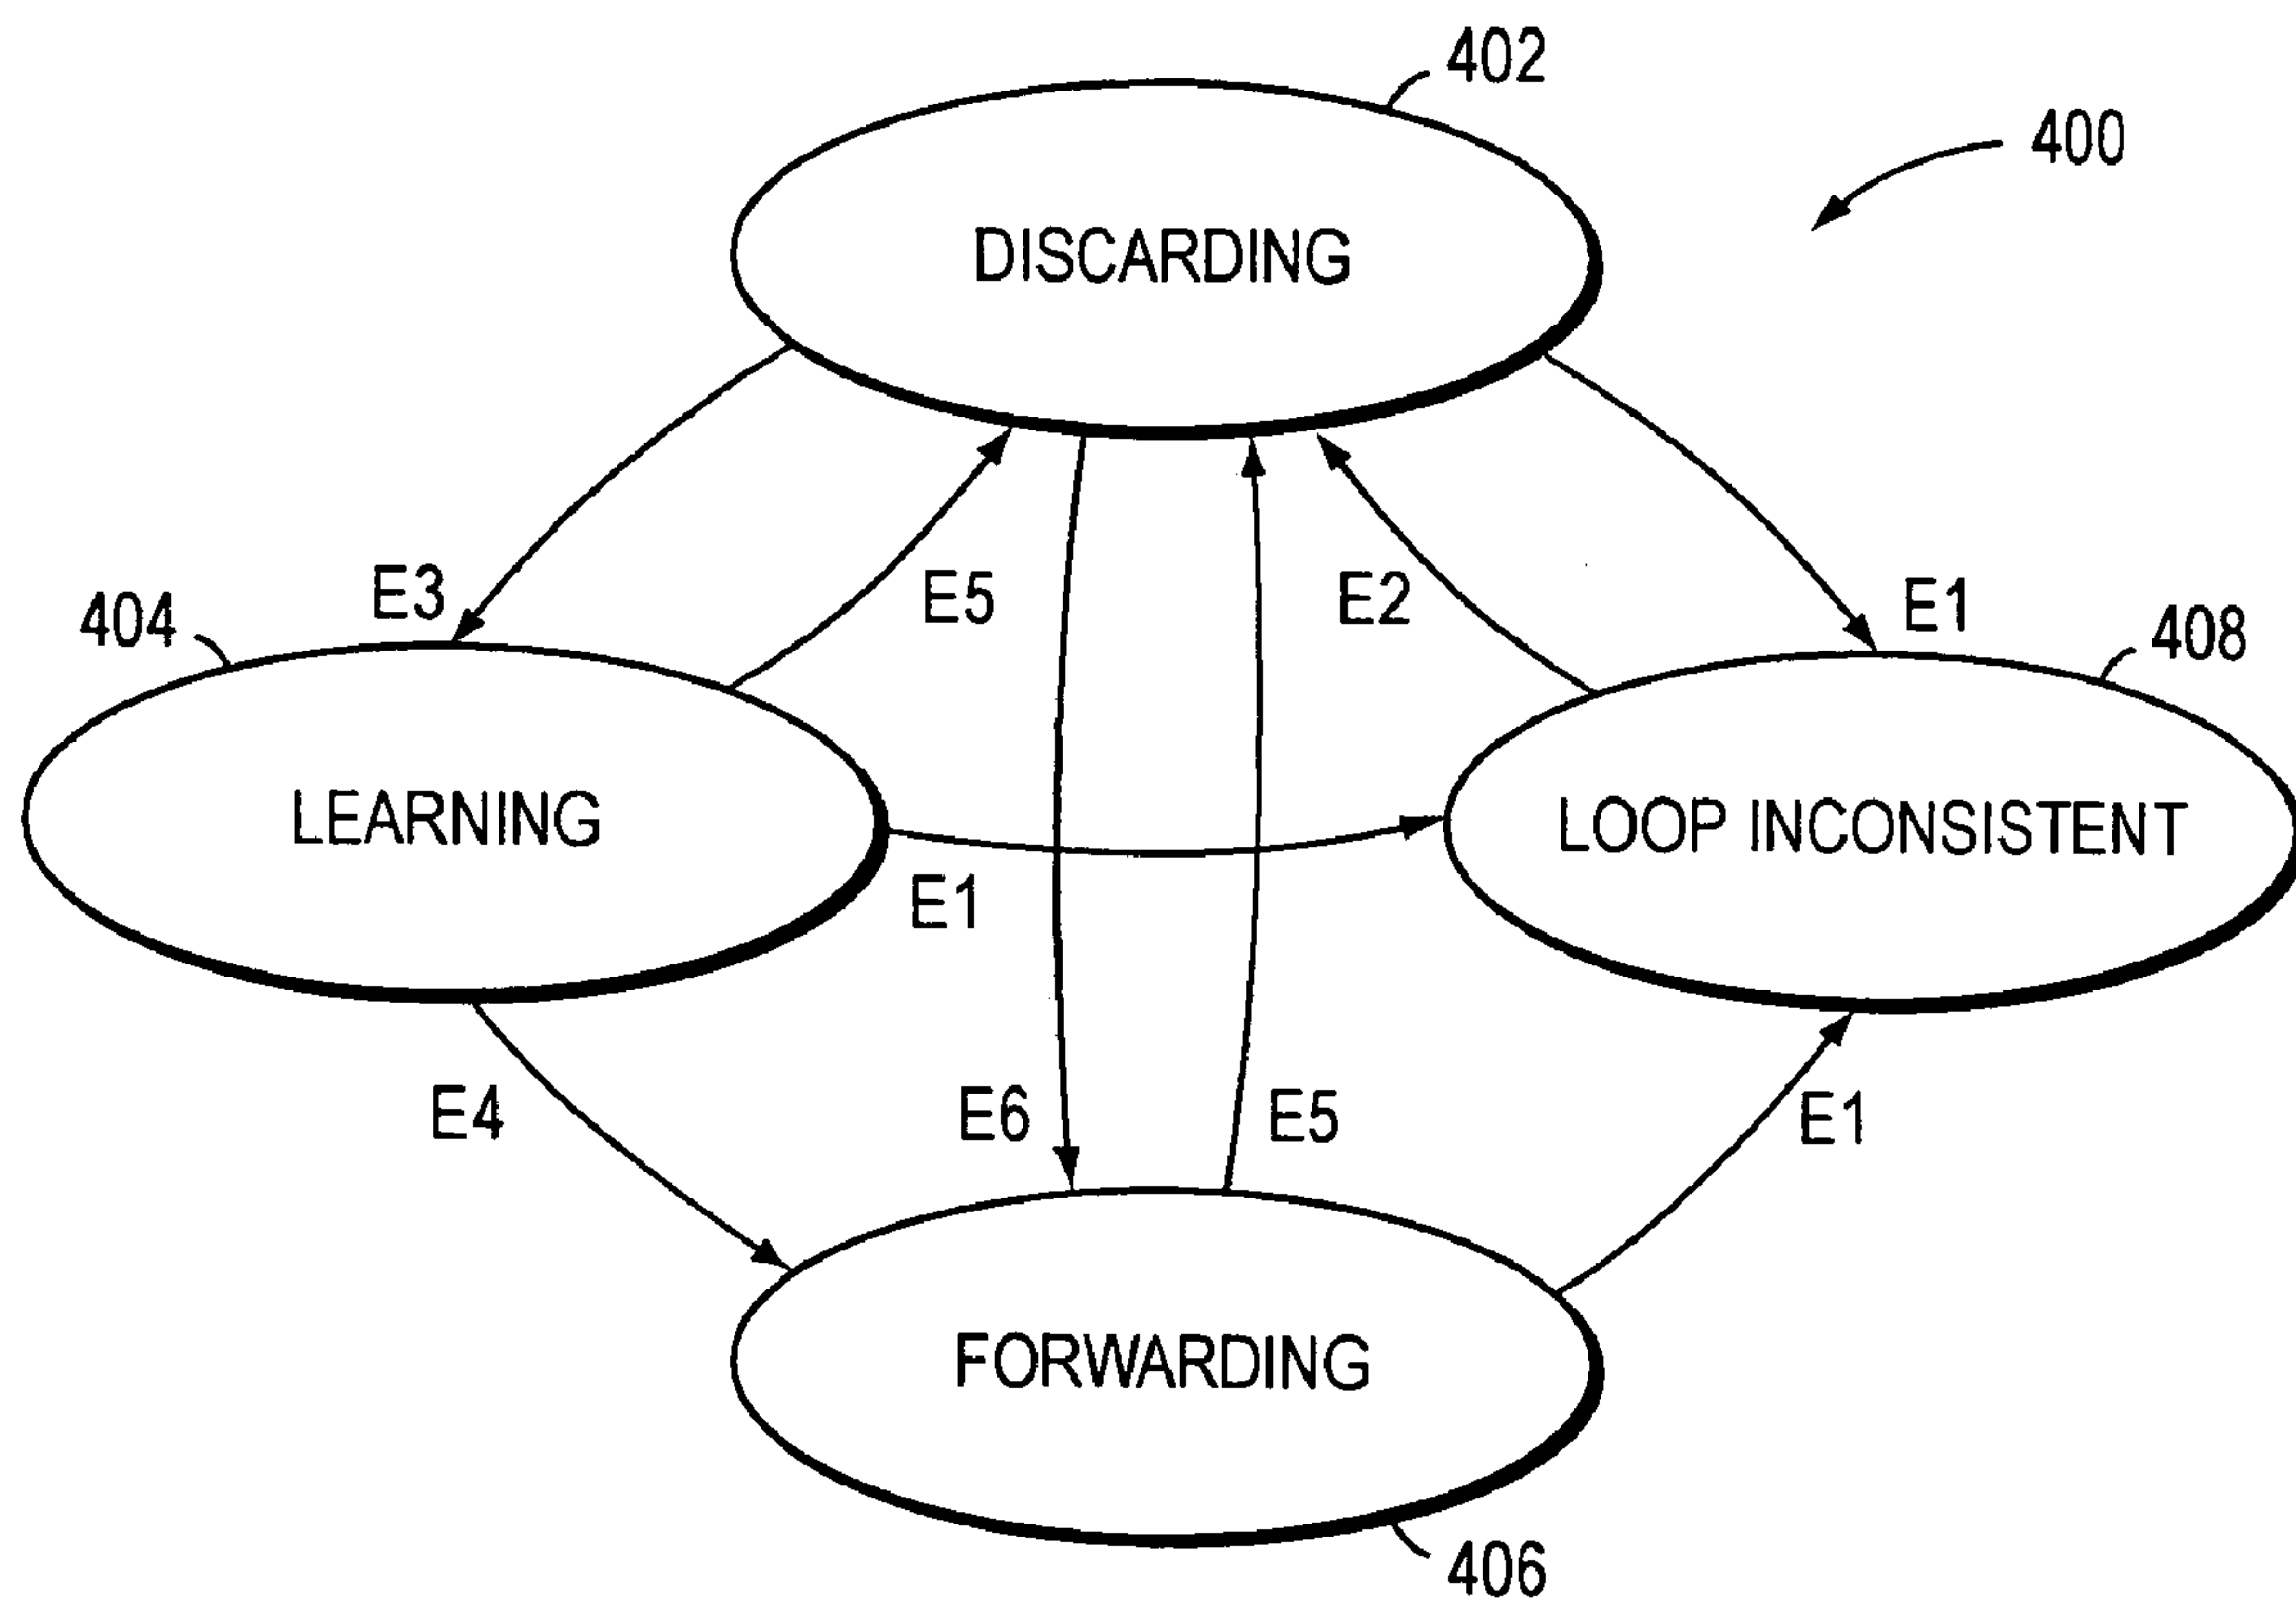 402
400
DISCARDING
E3
E5
E2
E1
404
408
LEARNING
LOOP INCONSISTENT
E1
E4
E6
E5
E1
FORWARDING
406